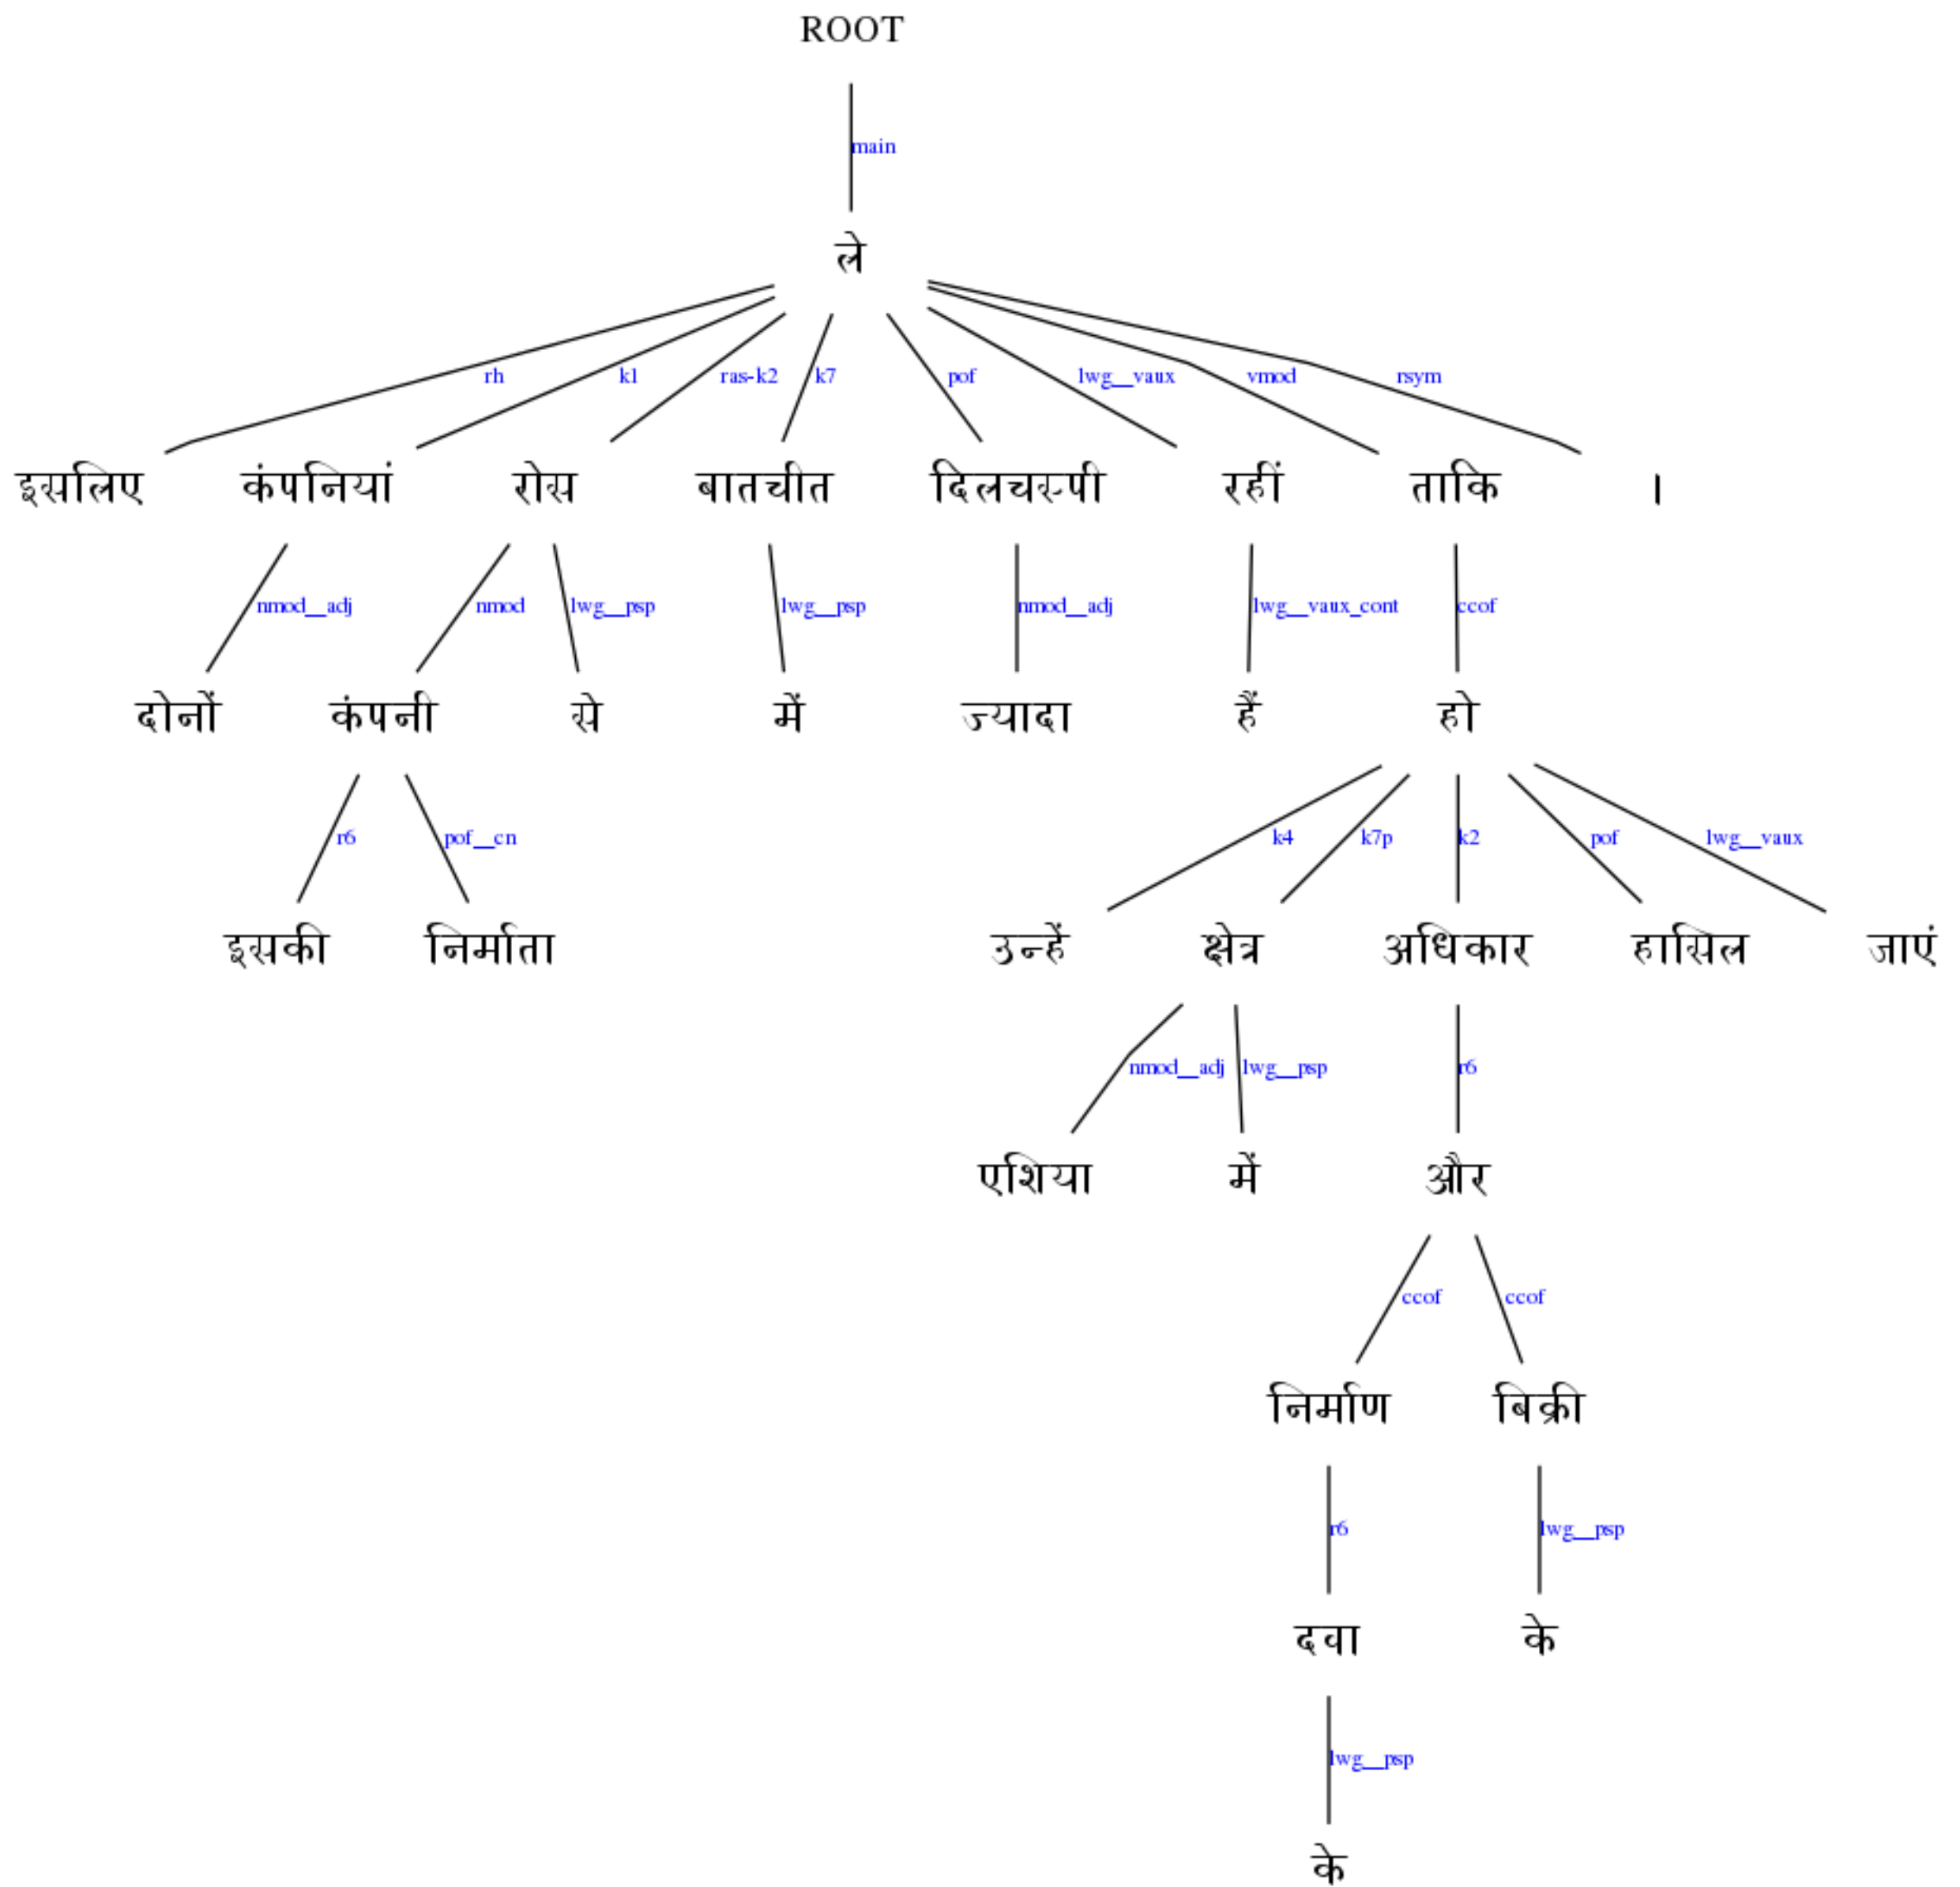 ROOT
main
ले
rh k1 ras-k2 k7 pof lwg__vaux vmod rsym
इसलिए कंपनियां रोस बातचीत दिलचस्पी रहीं ताकि ।
nmod__adj nmod lwg__psp lwg__psp nmod__adj lwg__vaux_cont ccof
दोनों कंपनी से में ज्यादा हैं हो
r6 pof__cn k4 k7p k2 pof lwg__vaux
इसकी निर्माता उन्हें क्षेत्र अधिकार हासिल जाएं
nmod__adj lwg__psp r6
एशिया में और
ccof ccof
निर्माण बिक्री
r6 lwg__psp
दवा के
lwg__psp
के